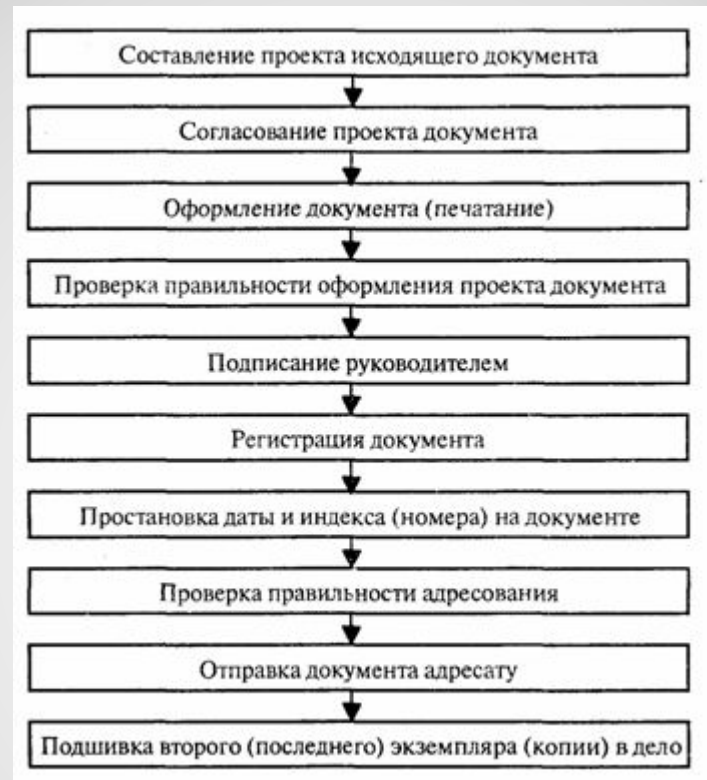 Составление проекта исходящего документа
Согласование проекта документа
Оформление документа (печатание)
Проверка правильности оформления проекта документа
Подписание руководителем
Регистрация документа
Простановка даты и индекса (номера) на документе
Проверка правильности адресования
Отправка документа адресату
Подшивка второго (последнего) экземпляра (копии) в дело